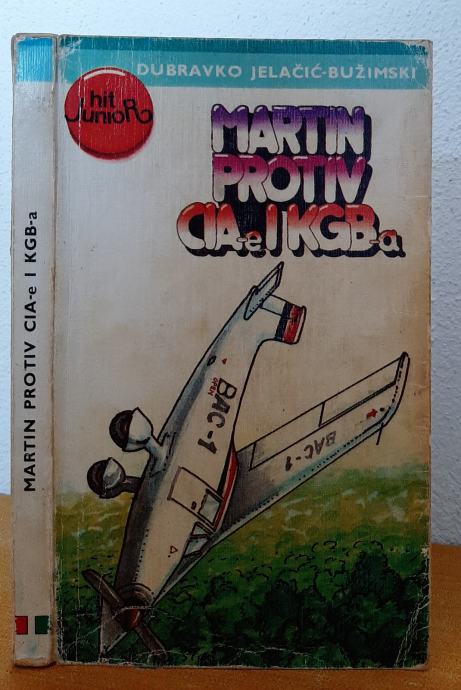 MARTIN PROTIV CIA-e I KGB-a
DUBRAVKO JELAČIĆ-BUŽIMSKI
hit
JunioR
MARTIN
PROTIV
CIA-e I KGB-a
BAC-1
BAC-1